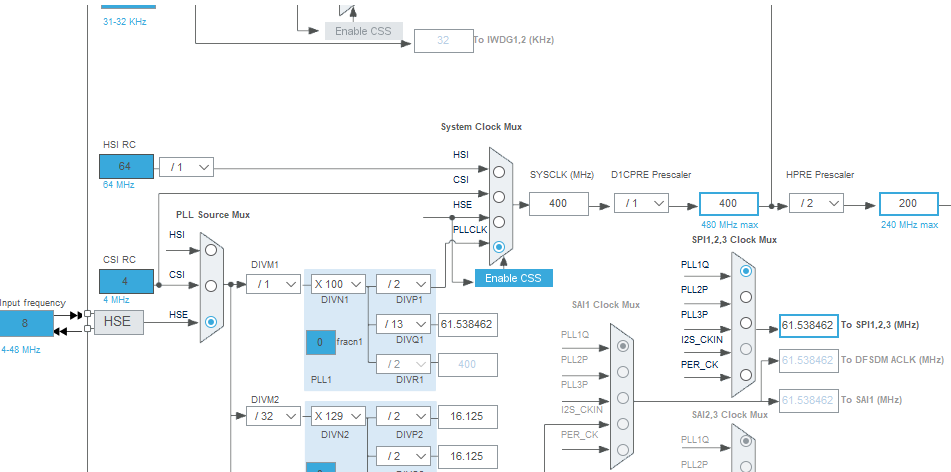 31-32 KHz
Enable CSS
32
To IWDG1,2 (KHz)
System Clock Mux
HSI RC
64
/ 1
64 MHz
HSI
CSI
HSE
PLLCLK
SYSCLK (MHz)
400
D1CPRE Prescaler
/ 1
400
480 MHz max
HPRE Prescaler
/ 2
200
240 MHz max
Enable CSS
PLL Source Mux
HSI
CSI
HSE
CSI RC
4
4 MHz
Input frequency
8
4-48 MHz
HSE
DIVM1
/ 1
X 100
DIVN1
/ 2
DIVP1
/ 13
61.538462
DIVQ1
0
fracn1
/ 2
400
DIVR1
PLL1
DIVM2
/ 32
X 129
DIVN2
/ 2
16.125
DIVP2
/ 2
16.125
SPI1,2,3 Clock Mux
PLL1Q
PLL2P
PLL3P
I2S_CKIN
PER_CK
61.538462
To SPI1,2,3 (MHz)
61.538462
To DFSDM ACLK (MHz)
61.538462
To SAI1 (MHz)
SAI1 Clock Mux
PLL1Q
PLL2P
PLL3P
I2S_CKIN
PER_CK
SAI2,3 Clock Mux
PLL1Q
PLL2P